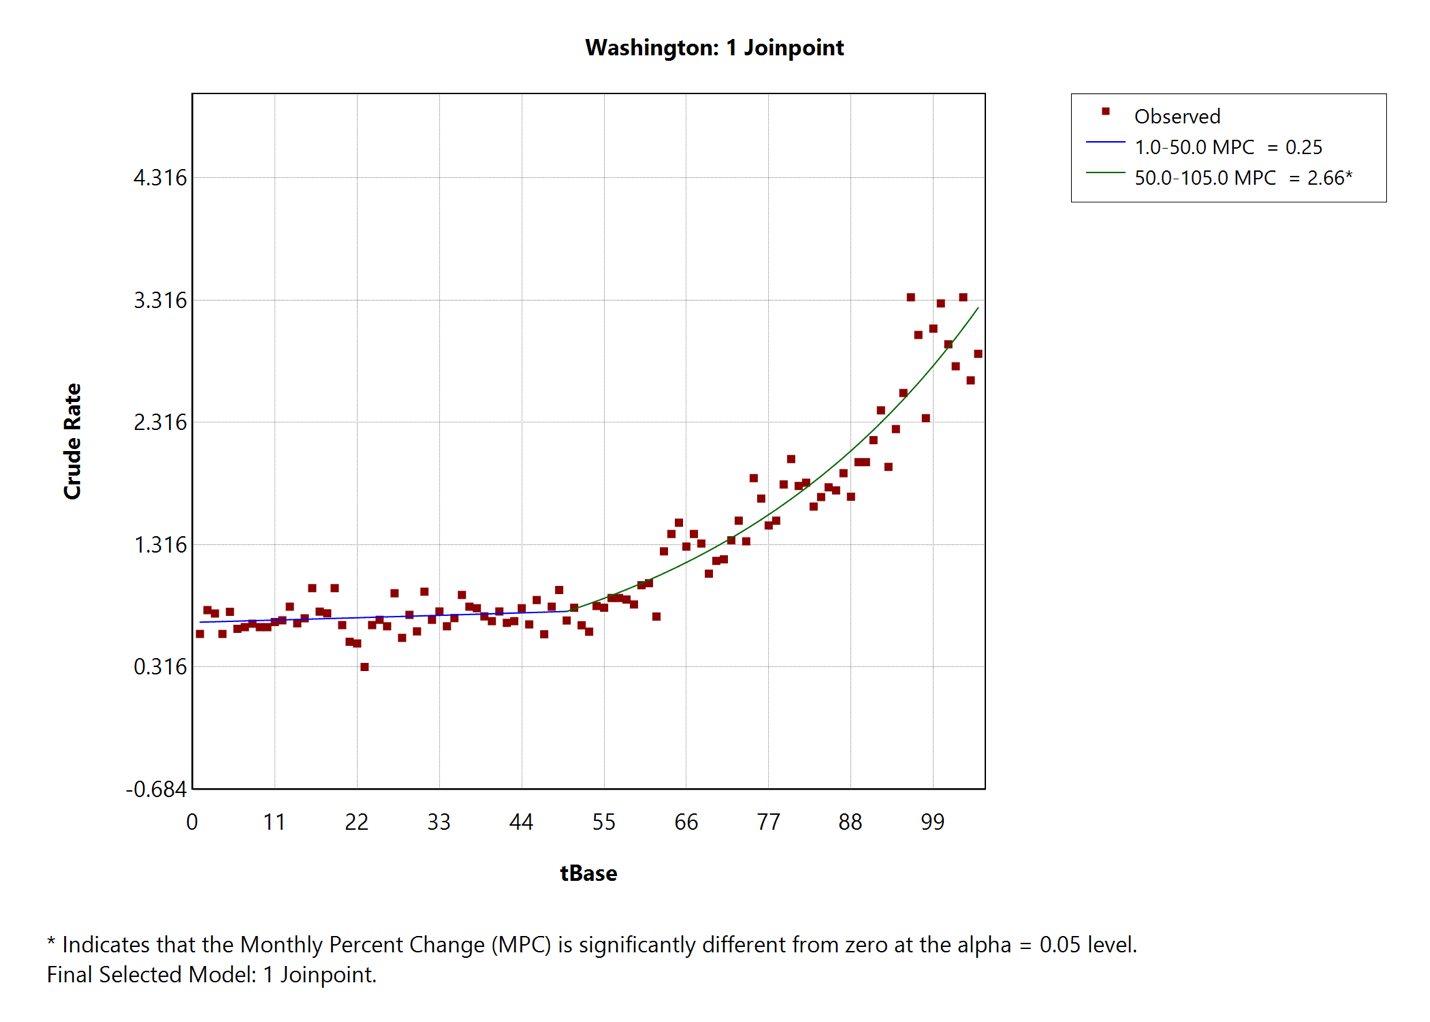 Washington: 1 Joinpoint
Observed
1.0-50.0 MPC  = 0.25
50.0-105.0 MPC  = 2.66*
4.316
3.316
2.316
1.316
0.316
-0.684
Crude Rate
0 11 22 33 44 55 66 77 88 99
tBase
* Indicates that the Monthly Percent Change (MPC) is significantly different from zero at the alpha = 0.05 level.
Final Selected Model: 1 Joinpoint.